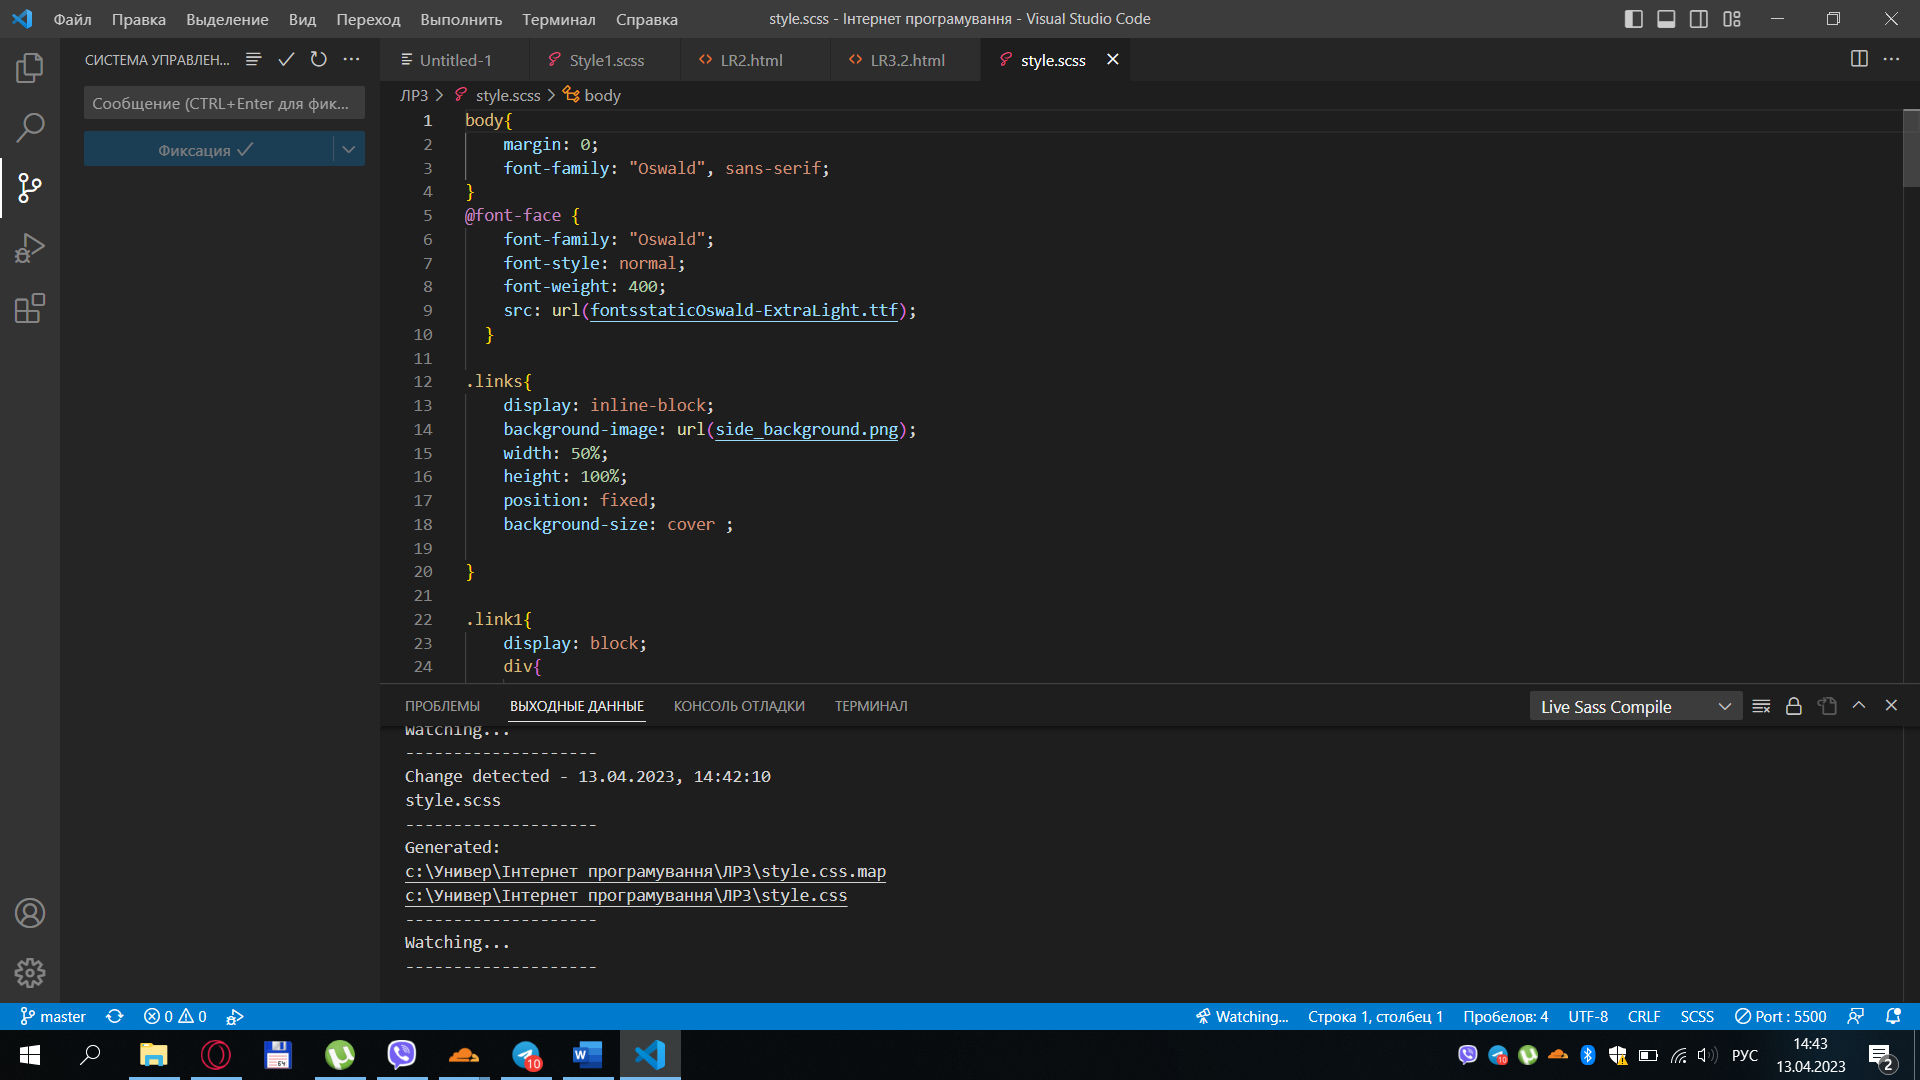 Файл Правка Выделение Вид Переход Выполнить Терминал Справка
style.scss - Інтернет програмування - Visual Studio Code
СИСТЕМА УПРАВЛЕН...
Сообщение (CTRL+Enter для фик...
Фиксация
Untitled-1 Style1.scss LR2.html LR3.2.html style.scss
ЛР3 > style.scss > body
1 body{
2 margin: 0;
3 font-family: "Oswald", sans-serif;
4 }
5 @font-face {
6 font-family: "Oswald";
7 font-style: normal;
8 font-weight: 400;
9 src: url(fontsstaticOswald-ExtraLight.ttf);
10 }
11
12 .links{
13 display: inline-block;
14 background-image: url(side_background.png);
15 width: 50%;
16 height: 100%;
17 position: fixed;
18 background-size: cover ;
19
20 }
21
22 .link1{
23 display: block;
24 div{
ПРОБЛЕМЫ ВЫХОДНЫЕ ДАННЫЕ КОНСОЛЬ ОТЛАДКИ ТЕРМИНАЛ
Live Sass Compile
Watching...
--------------------
Change detected - 13.04.2023, 14:42:10
style.scss
--------------------
Generated:
c:\Универ\Інтернет програмування\ЛР3\style.css.map
c:\Универ\Інтернет програмування\ЛР3\style.css
--------------------
Watching...
--------------------
master 0 0
Watching... Строка 1, столбец 1 Пробелов: 4 UTF-8 CRLF SCSS Port : 5500
64
10
W
10
РУС
14:43
13.04.2023
2